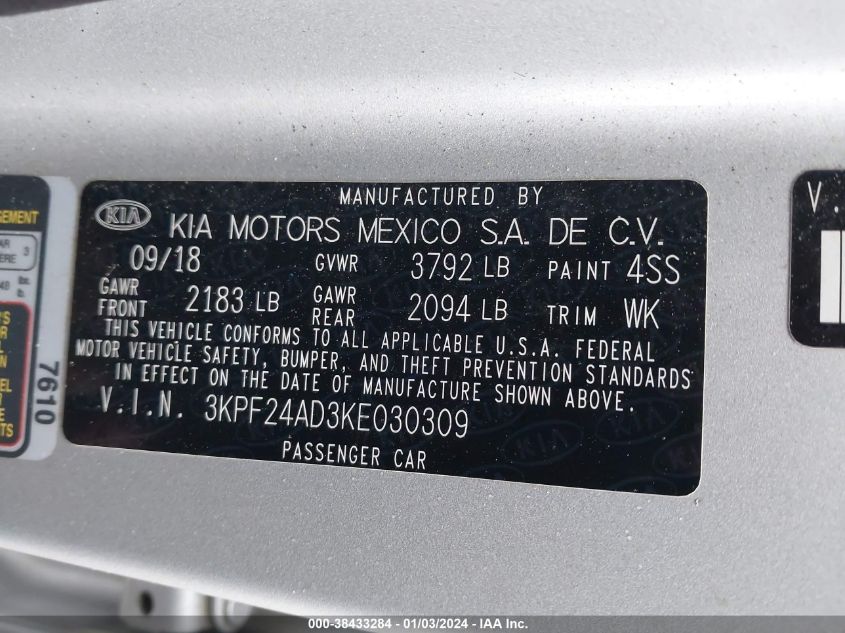 MANUFACTURED BY
KIA KIA MOTORS MEXICO S.A. DE C.V.
09/18 GVWR 3792 LB PAINT 4SS
GAWR FRONT 2183 LB GAWR REAR 2094 LB TRIM WK
THIS VEHICLE CONFORMS TO ALL APPLICABLE U.S.A. FEDERAL
MOTOR VEHICLE SAFETY, BUMPER, AND THEFT PREVENTION STANDARDS
IN EFFECT ON THE DATE OF MANUFACTURE SHOWN ABOVE.
V.I.N. 3KPF24AD3KE030309
PASSENGER CAR
7610
V
000-38433284 - 01/03/2024 - IAA Inc.